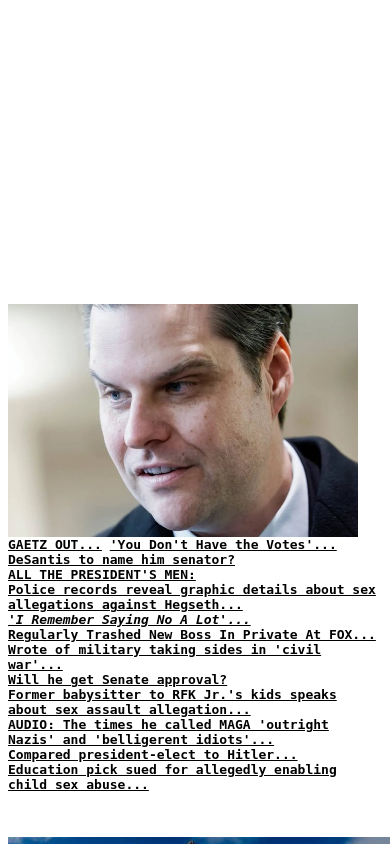 GAETZ OUT... 'You Don't Have the Votes'...
DeSantis to name him senator?
ALL THE PRESIDENT'S MEN:
Police records reveal graphic details about sex
allegations against Hegseth...
'I Remember Saying No A Lot'...
Regularly Trashed New Boss In Private At FOX...
Wrote of military taking sides in 'civil
war'...
Will he get Senate approval?
Former babysitter to RFK Jr.'s kids speaks
about sex assault allegation...
AUDIO: The times he called MAGA 'outright
Nazis' and 'belligerent idiots'...
Compared president-elect to Hitler...
Education pick sued for allegedly enabling
child sex abuse...